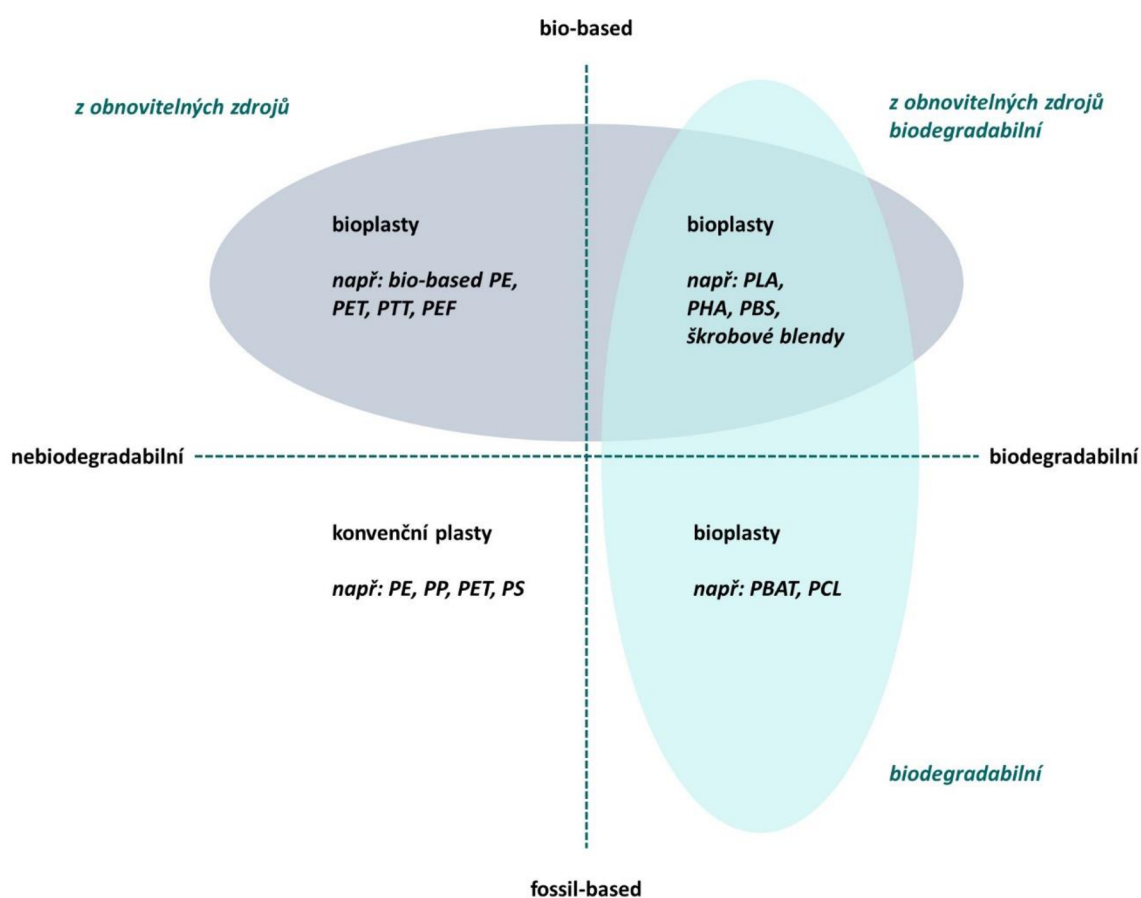 bio-based
z obnovitelných zdrojů
z obnovitelných zdrojů
biodegradabilní
bioplasty
např: bio-based PE,
PET, PTT, PEF
bioplasty
např: PLA,
PHA, PBS,
škrobové blendy
nebiodegradabilní
biodegradabilní
konvenční plasty
např: PE, PP, PET, PS
bioplasty
např: PBAT, PCL
biodegradabilní
fossil-based